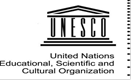 UNESCO
United Nations
Educational, Scientific and
Cultural Organization